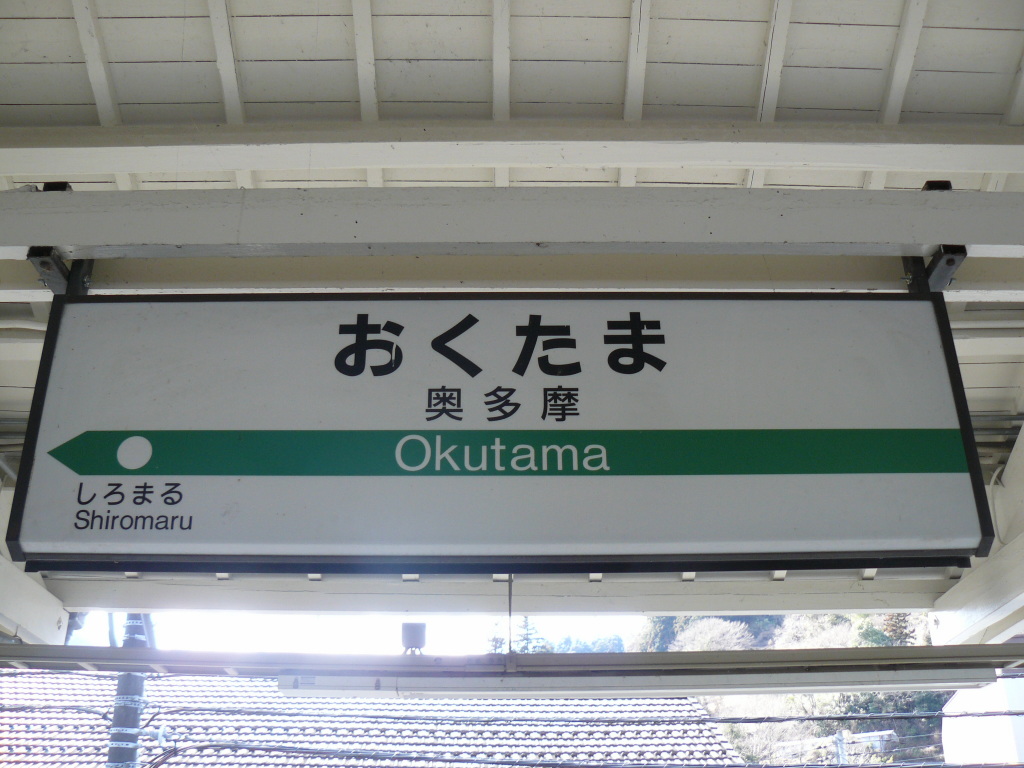 おくたま
奥多摩
Okutama
しろまる
Shiromaru